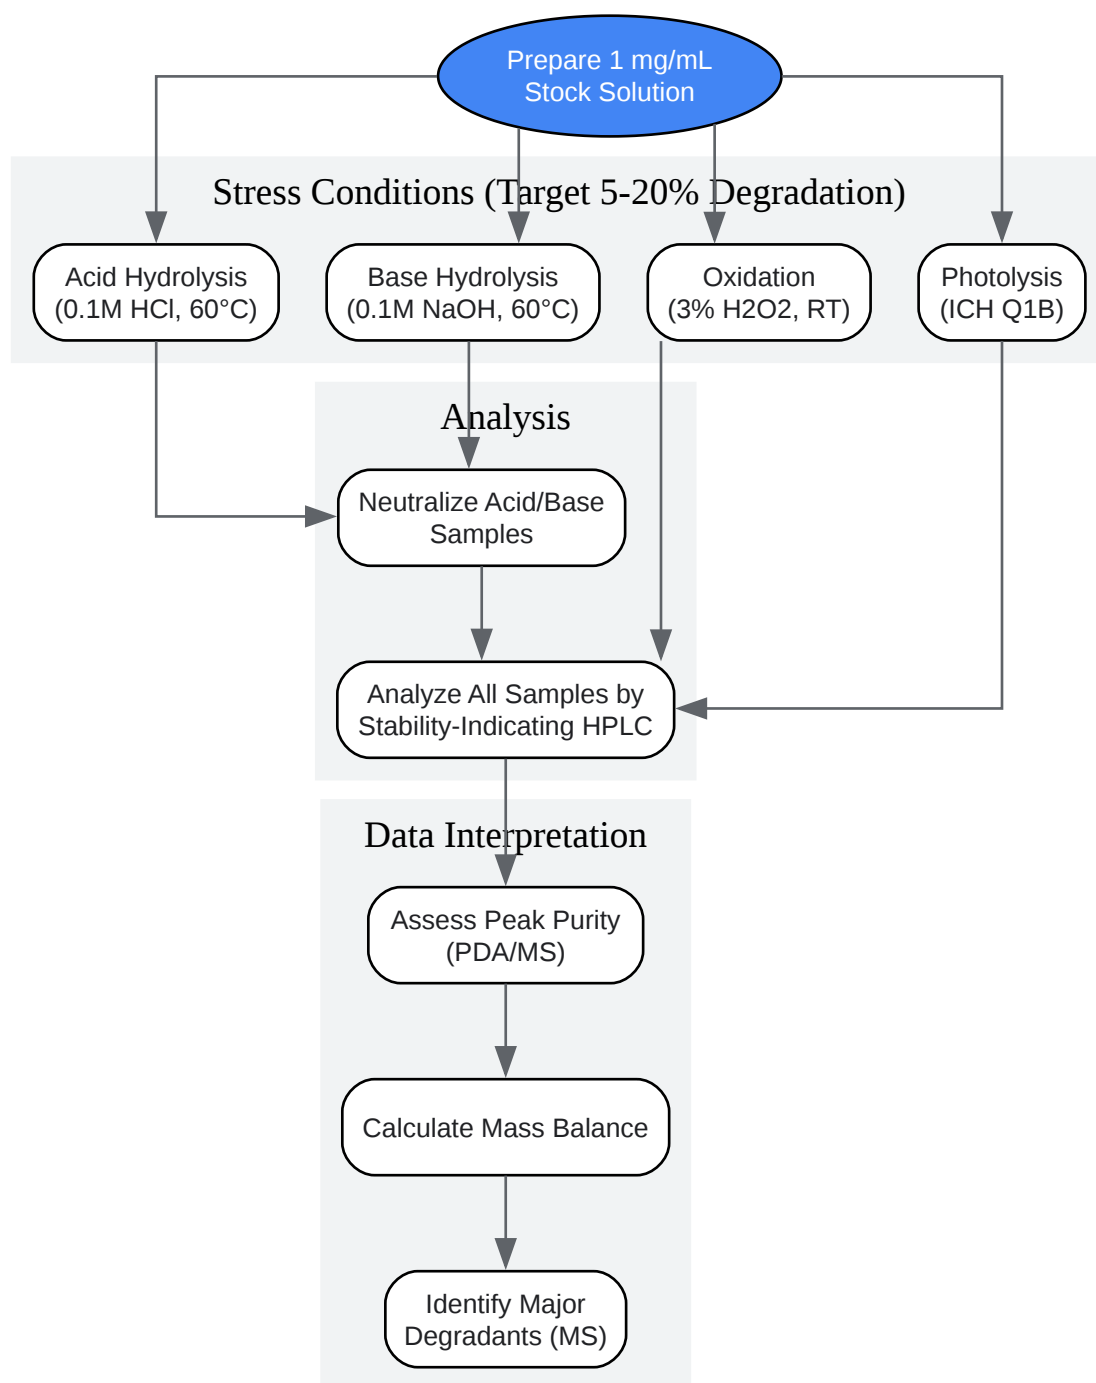 Prepare 1 mg/mL
Stock Solution
Stress Conditions (Target 5-20% Degradation)
Acid Hydrolysis
(0.1M HCl, 60°C)
Base Hydrolysis
(0.1M NaOH, 60°C)
Oxidation
(3% H2O2, RT)
Photolysis
(ICH Q1B)
Analysis
Neutralize Acid/Base
Samples
Analyze All Samples by
Stability-Indicating HPLC
Data Interpretation
Assess Peak Purity
(PDA/MS)
Calculate Mass Balance
Identify Major
Degradants (MS)